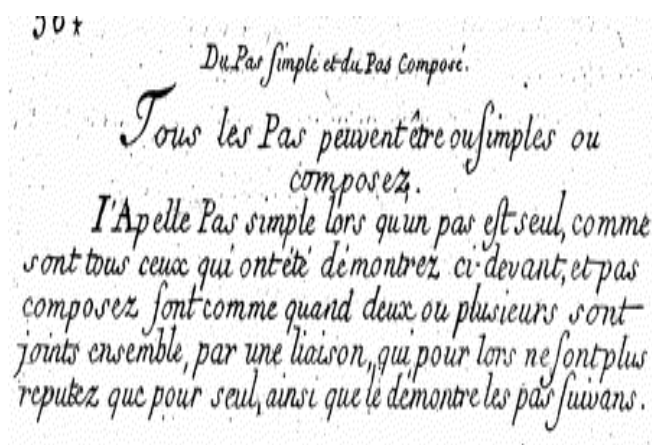 Du Pas ſimple et du Pas Composé.
Tous les Pas peuvent être ou ſimples ou
composez.
J'Apelle Pas simple lors qu'un pas eſt seul, comme
sont tous ceux qui ont été démontrez ci-devant, et pas
composez ſont comme quand deux ou plusieurs sont
joints ensemble, par une liaison, qui pour lors ne ſont plus
reputez que pour seul, ainsi que le démontre les pas ſuivans.